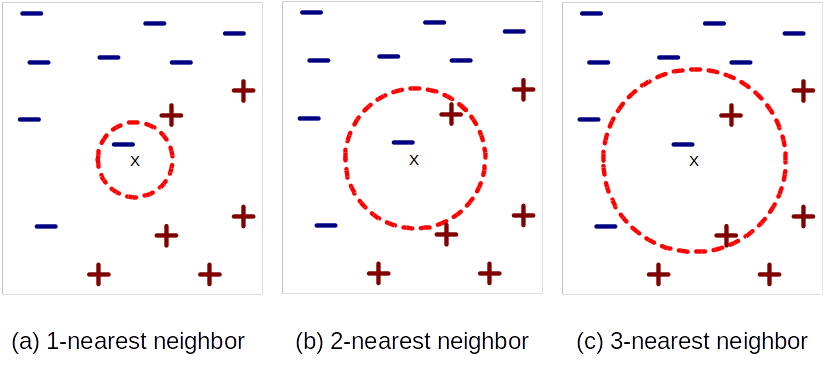 x
x
x
(a) 1-nearest neighbor
(b) 2-nearest neighbor
(c) 3-nearest neighbor